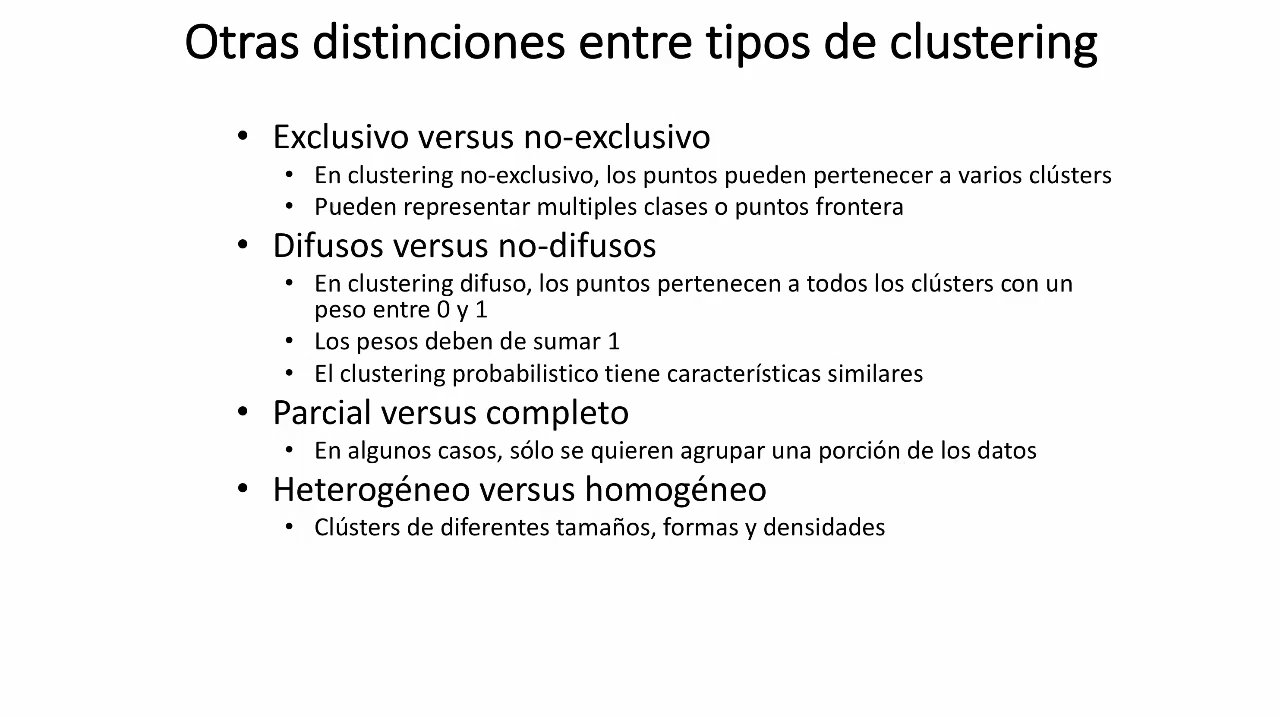 Otras distinciones entre tipos de clustering
• Exclusivo versus no-exclusivo
• En clustering no-exclusivo, los puntos pueden pertenecer a varios clústers
• Pueden representar multiples clases o puntos frontera
• Difusos versus no-difusos
• En clustering difuso, los puntos pertenecen a todos los clústers con un
peso entre 0 y 1
• Los pesos deben de sumar 1
• El clustering probabilistico tiene características similares
• Parcial versus completo
• En algunos casos, sólo se quieren agrupar una porción de los datos
• Heterogéneo versus homogéneo
• Clústers de diferentes tamaños, formas y densidades